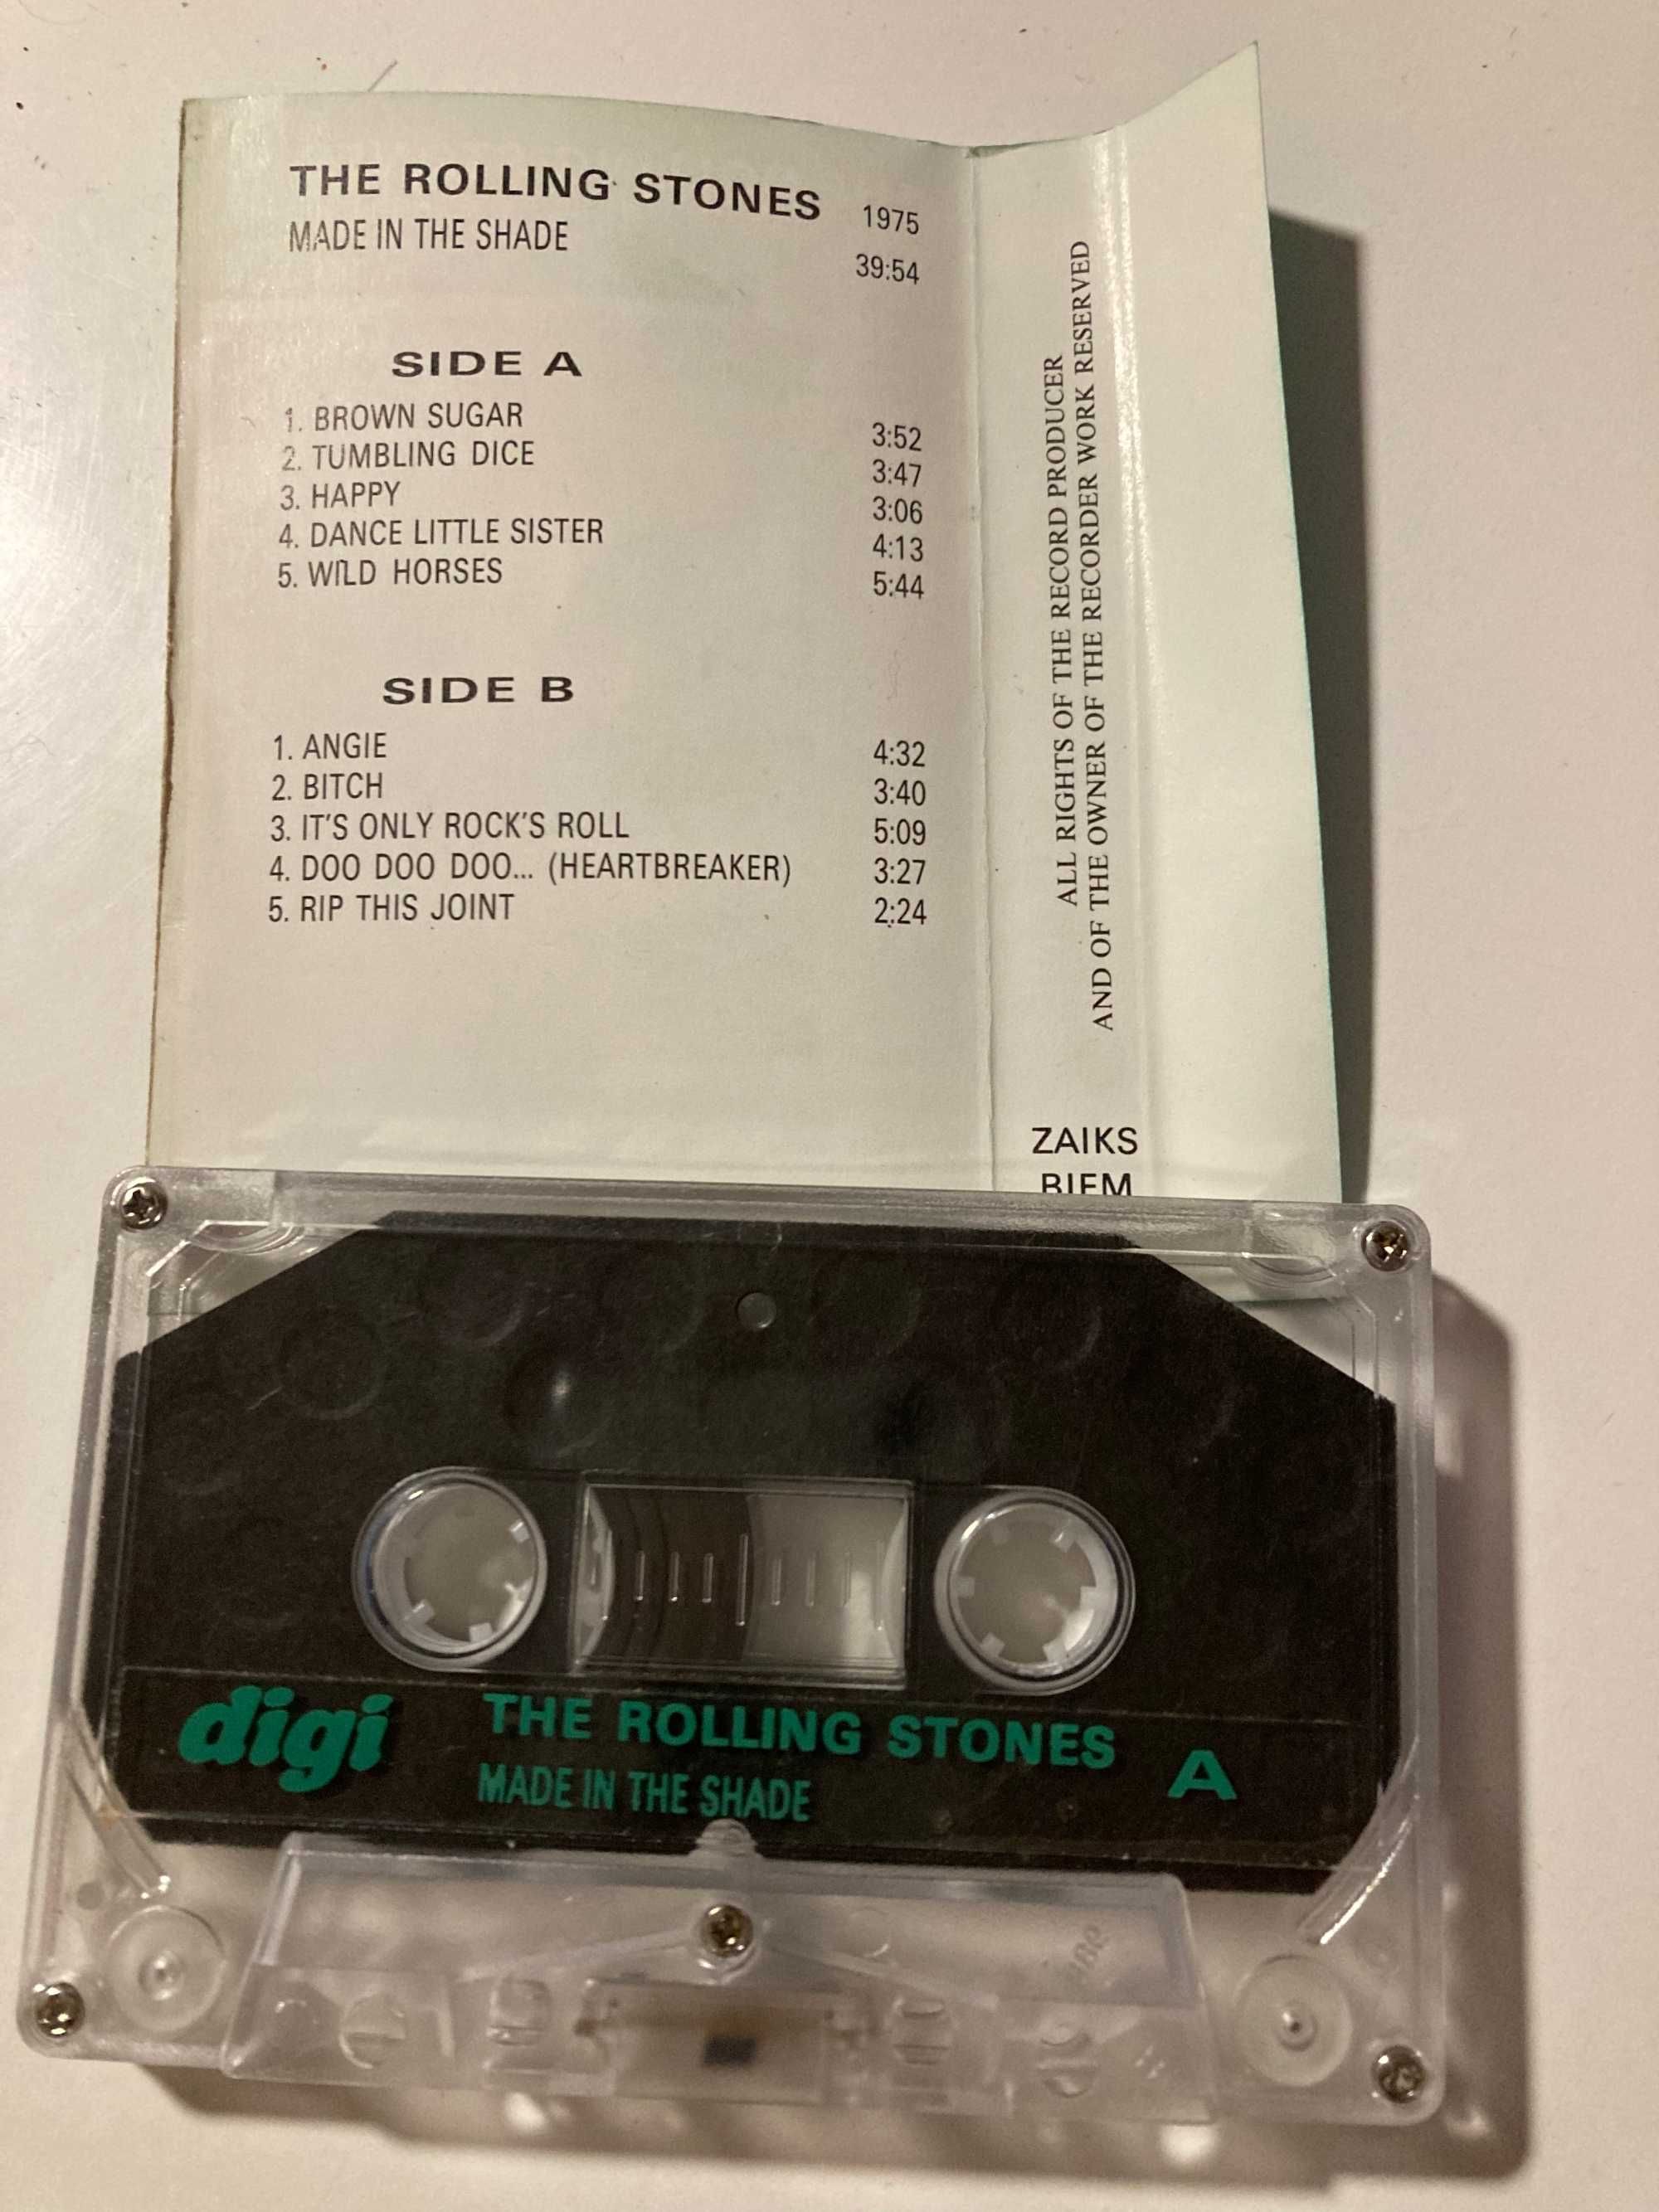 THE ROLLING STONES 1975
MADE IN THE SHADE 39:54
SIDE A
1. BROWN SUGAR 3:52
2. TUMBLING DICE 3:47
3. HAPPY 3:06
4. DANCE LITTLE SISTER 4:13
5. WILD HORSES 5:44
SIDE B
1. ANGIE 4:32
2. BITCH 3:40
3. IT'S ONLY ROCK'S ROLL 5:09
4. DOO DOO DOO... (HEARTBREAKER) 3:27
5. RIP THIS JOINT 2:24
ALL RIGHTS OF THE RECORD PRODUCER
AND OF THE OWNER OF THE RECORDER WORK RESERVED
ZAIKS
BIEM
digi THE ROLLING STONES A
MADE IN THE SHADE